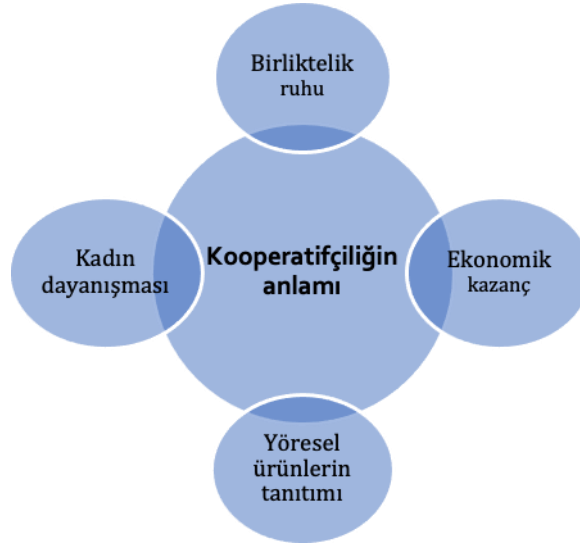 Birliktelik
ruhu
Kadın
dayanışması
Kooperatifçiliğin
anlamı
Ekonomik
kazanç
Yöresel
ürünlerin
tanıtımı